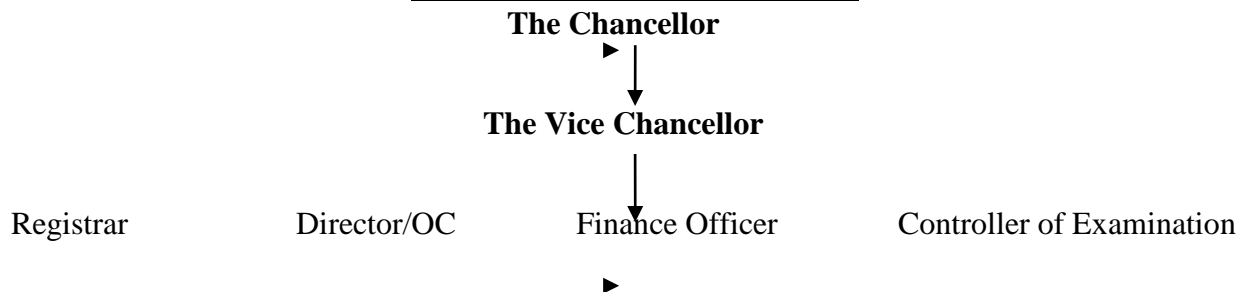 The Chancellor
The Vice Chancellor
Registrar Director/OC Finance Officer Controller of Examination